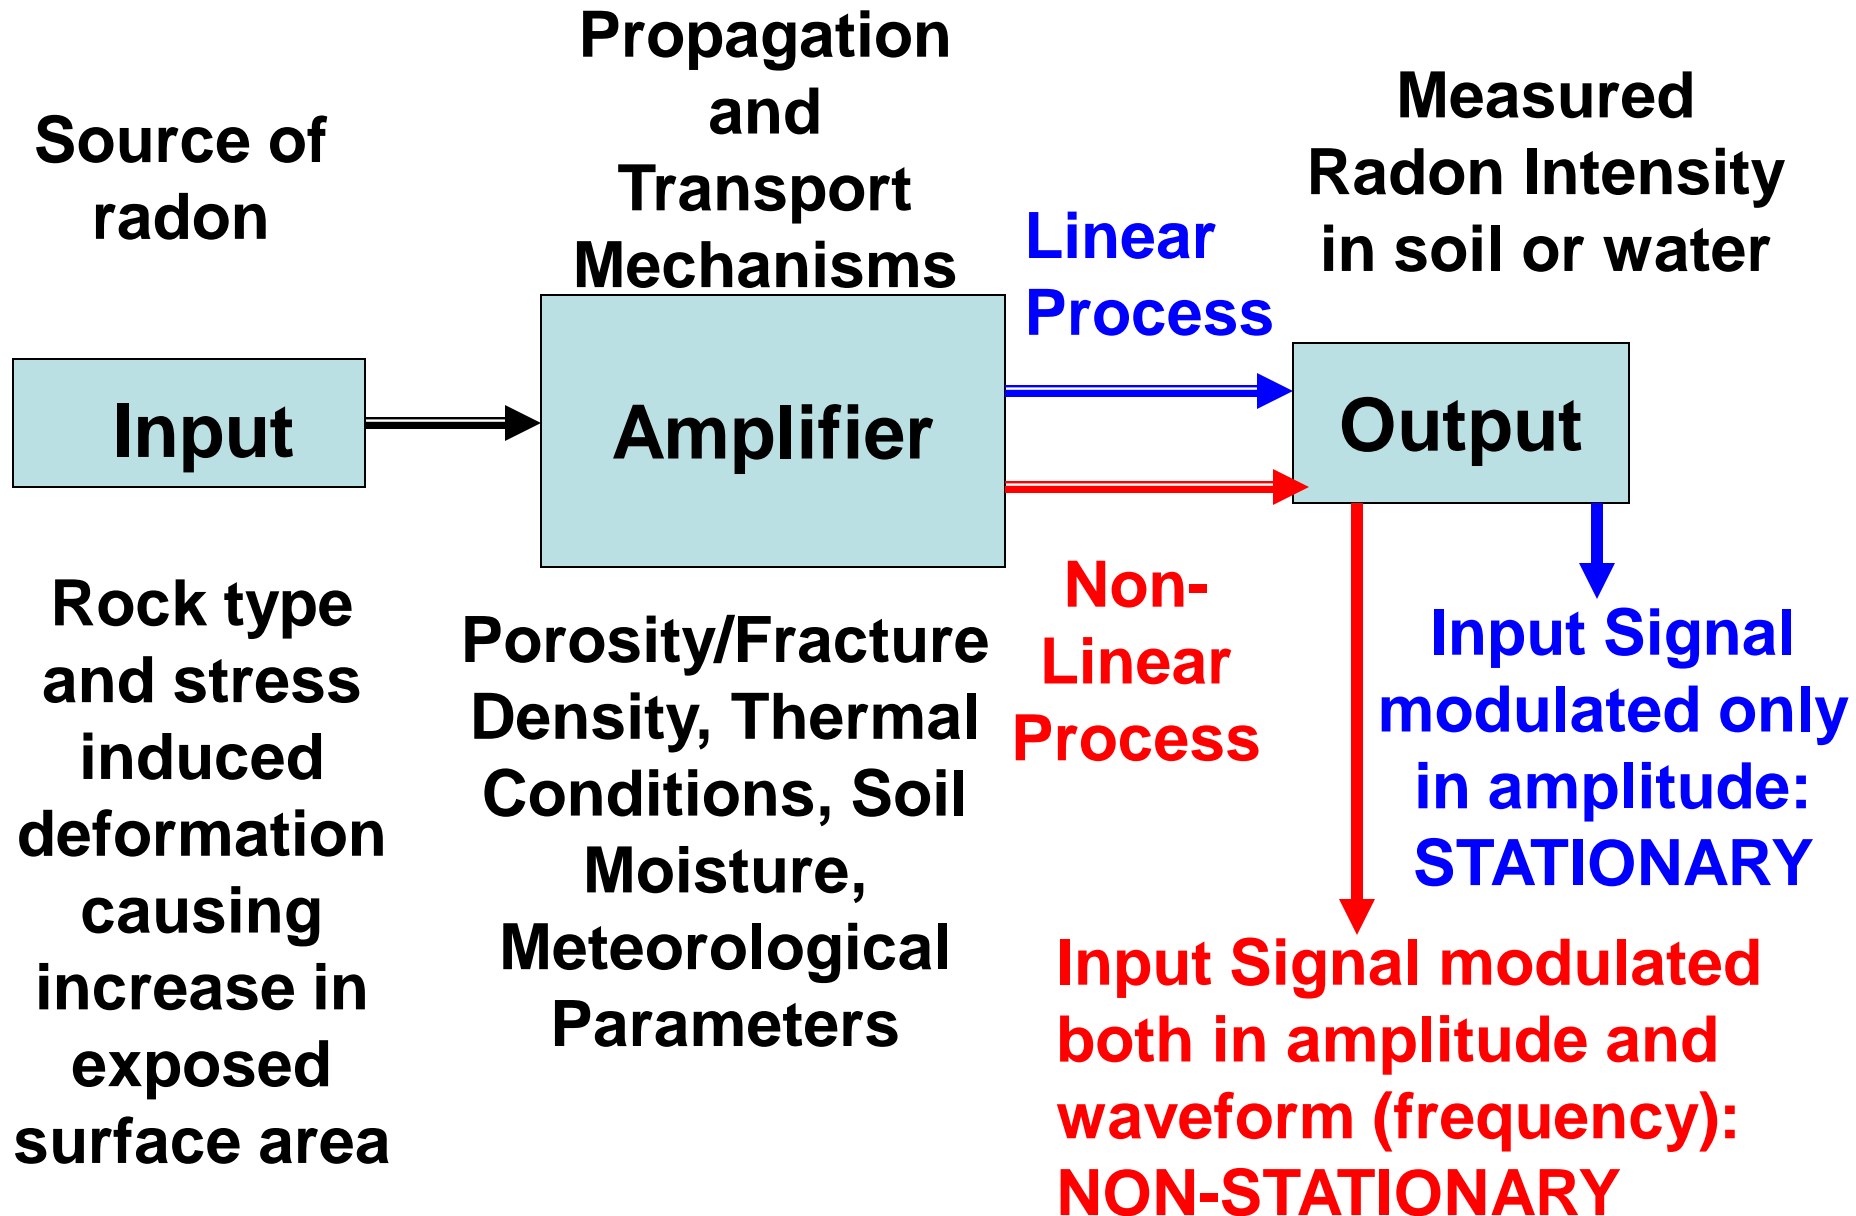 Source of
radon
Input
Rock type
and stress
induced
deformation
causing
increase in
exposed
surface area
Propagation
and
Transport
Mechanisms
Amplifier
Porosity/Fracture
Density, Thermal
Conditions, Soil
Moisture,
Meteorological
Parameters
Linear
Process
Non-
Linear
Process
Measured
Radon Intensity
in soil or water
Output
Input Signal
modulated only
in amplitude:
STATIONARY
Input Signal modulated
both in amplitude and
waveform (frequency):
NON-STATIONARY